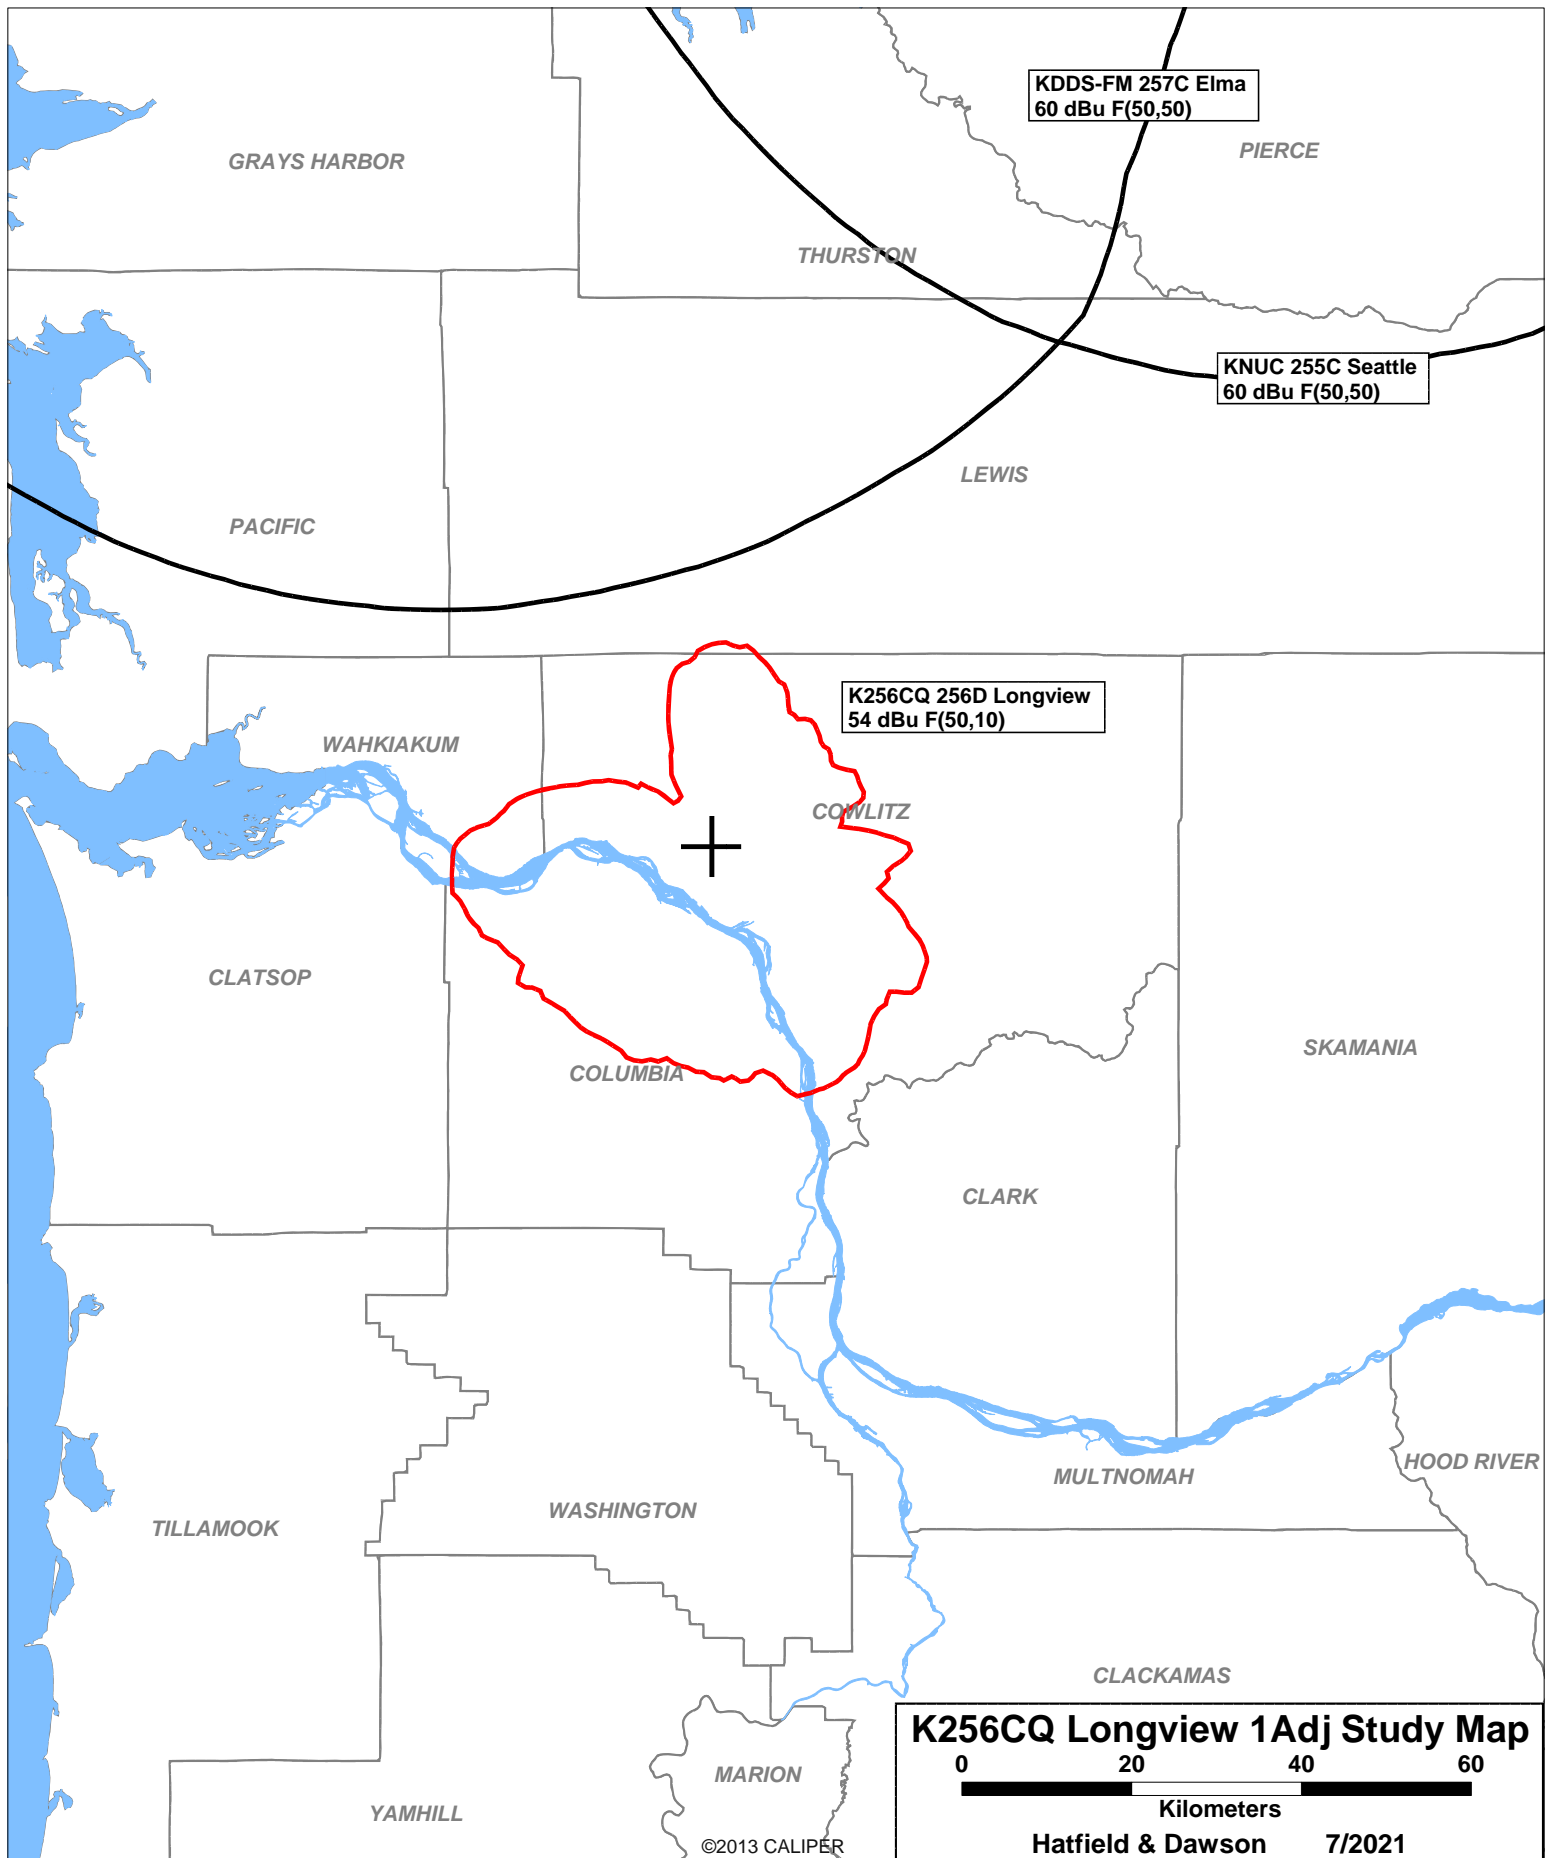 KDDS-FM 257C Elma
60 dBu F(50,50)
GRAYS HARBOR
PIERCE
THURSTON
KNUC 255C Seattle
60 dBu F(50,50)
LEWIS
PACIFIC
K256CQ 256D Longview
54 dBu F(50,10)
WAHKIAKUM
COWLITZ
CLATSOP
SKAMANIA
COLUMBIA
CLARK
HOOD RIVER
MULTNOMAH
WASHINGTON
TILLAMOOK
CLACKAMAS
K256CQ Longview 1Adj Study Map
0 20 40 60
Kilometers
Hatfield & Dawson 7/2021
MARION
YAMHILL
©2013 CALIPER